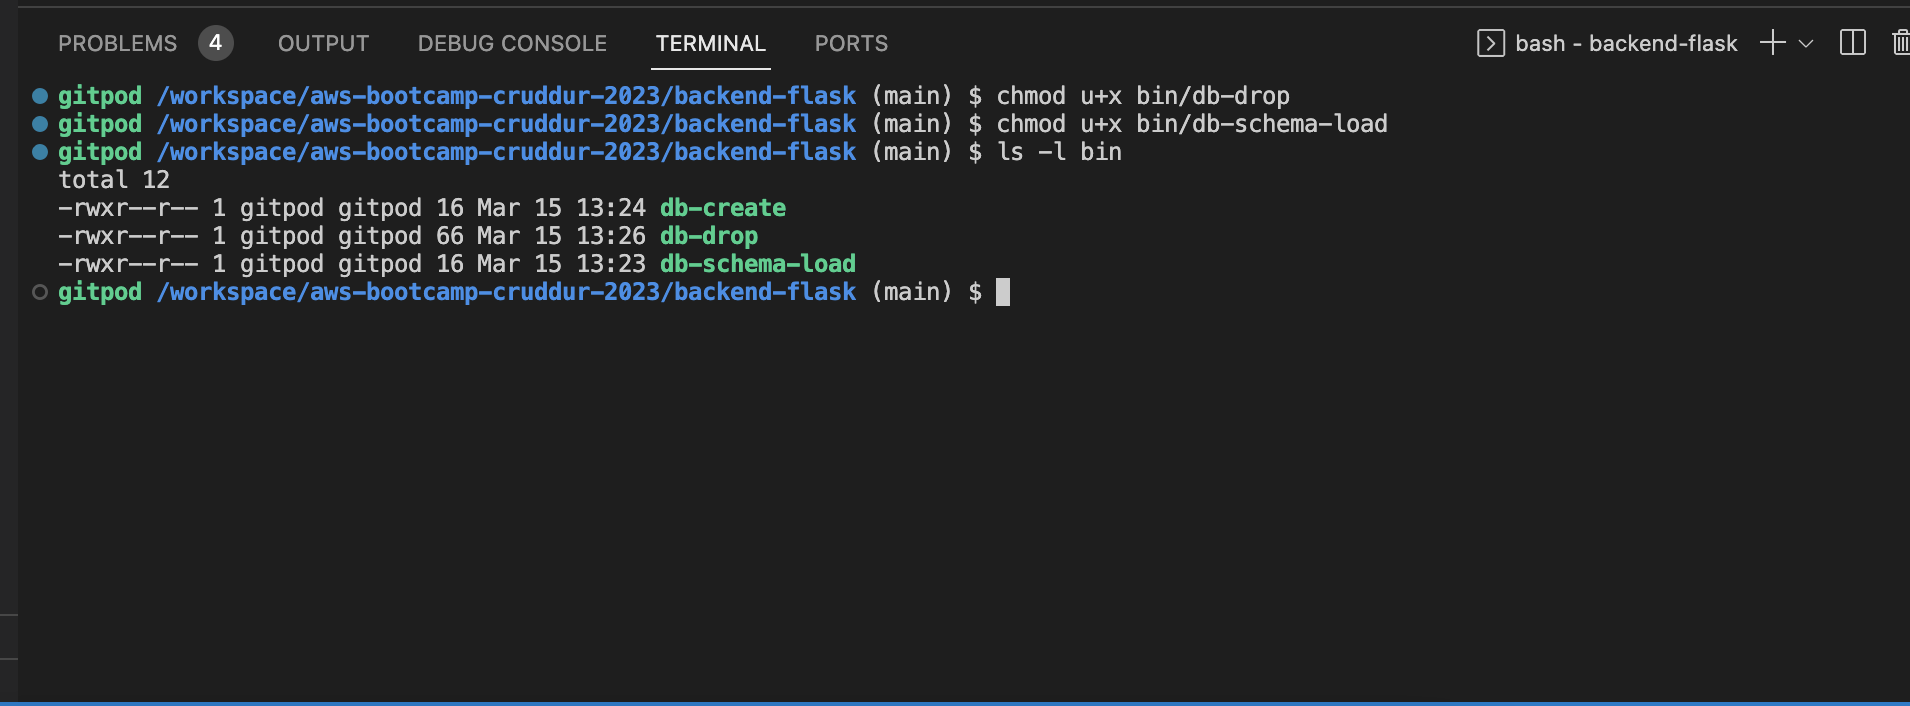 PROBLEMS 4 OUTPUT DEBUG CONSOLE TERMINAL PORTS bash - backend-flask
gitpod /workspace/aws-bootcamp-cruddur-2023/backend-flask (main) $ chmod u+x bin/db-drop
gitpod /workspace/aws-bootcamp-cruddur-2023/backend-flask (main) $ chmod u+x bin/db-schema-load
gitpod /workspace/aws-bootcamp-cruddur-2023/backend-flask (main) $ ls -l bin
total 12
-rwxr--r-- 1 gitpod gitpod 16 Mar 15 13:24 db-create
-rwxr--r-- 1 gitpod gitpod 66 Mar 15 13:26 db-drop
-rwxr--r-- 1 gitpod gitpod 16 Mar 15 13:23 db-schema-load
gitpod /workspace/aws-bootcamp-cruddur-2023/backend-flask (main) $